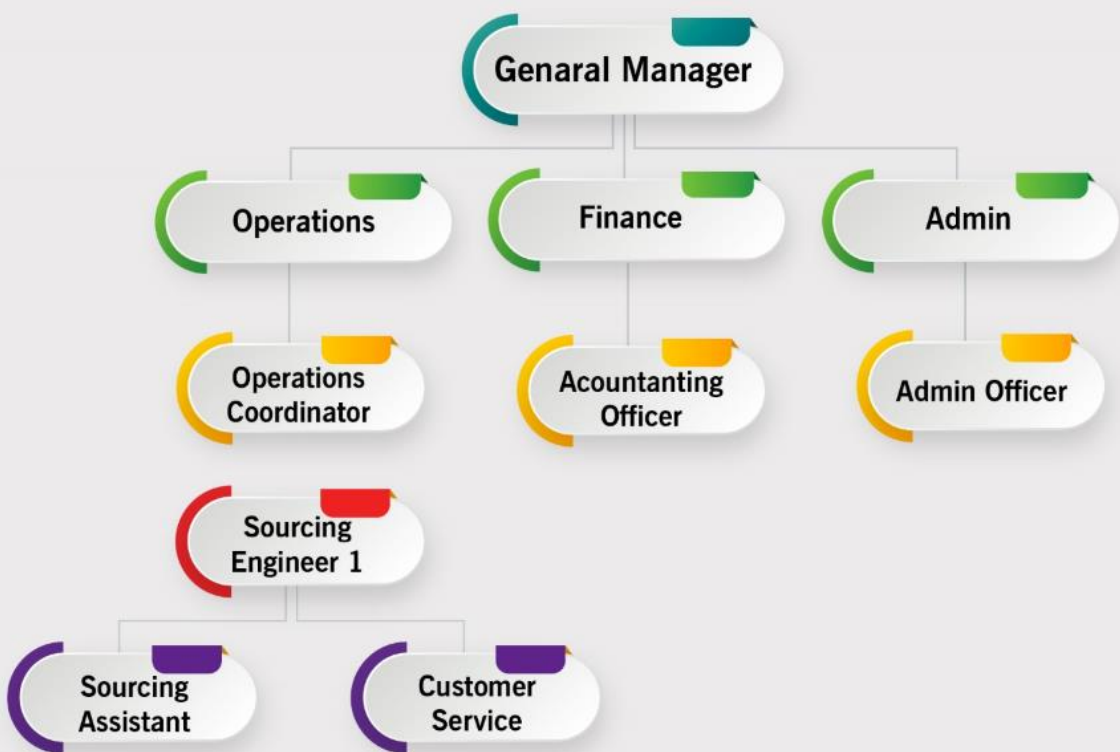 Genaral Manager
Operations
Finance
Admin
Operations
Coordinator
Acountanting
Officer
Admin Officer
Sourcing
Engineer 1
Sourcing
Assistant
Customer
Service